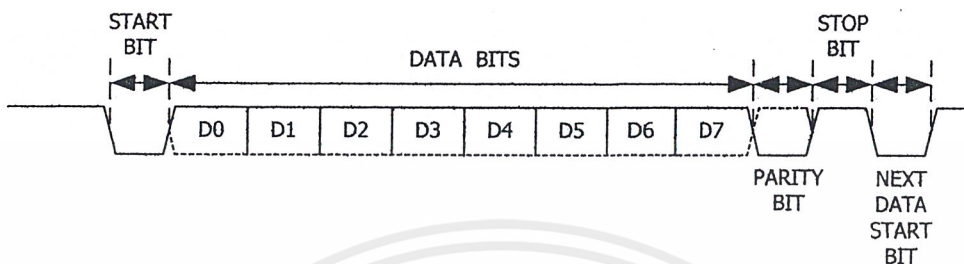 START
BIT
DATA BITS
STOP
BIT
D0 D1 D2 D3 D4 D5 D6 D7
PARITY
BIT
NEXT
DATA
START
BIT